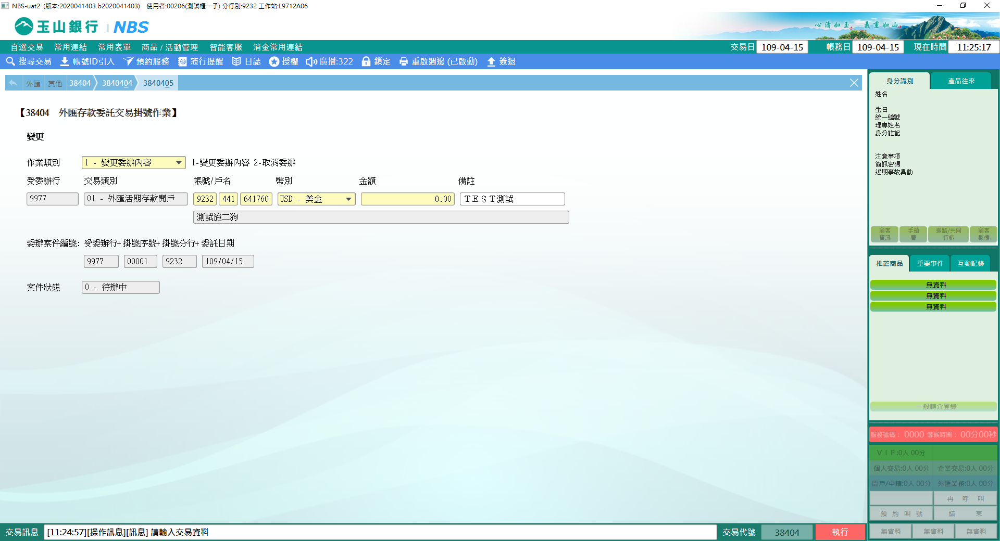 NBS-uat2 (版本:2020041403.b2020041403) 使用者:00206(測試櫃一子) 分行別:9232 工作站:L9712A06
玉山銀行 | NBS
心清如玉 義重如山
自選交易 常用連結 常用表單 商品 / 活動管理 智能客服 消金常用連結 交易日 109-04-15 帳務日 109-04-15 現在時間 11:25:17
搜尋交易 帳號ID引入 預約服務 蒞行提醒 日誌 授權 廣播:322 鎖定 重啟週邊 (已啟動) 簽退
外匯 其他 38404 3840404 3840405
【38404 外匯存款委託交易掛號作業】
變更
作業類別 1 - 變更委辦內容 1-變更委辦內容 2-取消委辦
受委辦行 交易類別 帳號/戶名 幣別 金額 備註
9977 01 - 外匯活期存款開戶 9232 441 641760 USD - 美金 0.00 ＴＥＳＴ測試
測試施二狗
委辦案件編號: 受委辦行+ 掛號序號+ 掛號分行+ 委託日期
9977 00001 9232 109/04/15
案件狀態 0 - 待辦中
身分識別 產品往來
姓名
生日
統一編號
理專姓名
身分註記
注意事項
簡訊密碼
近期事故異動
顧客資訊 手續費 通路/共同行銷 顧客影像
推薦商品 重要事件 互動記錄
無資料
無資料
無資料
一般轉介登錄
服務號碼： 0000 等候時間： 00分00秒
ＶＩＰ:0人 00分
個人交易:0人 00分 企業交易:0人 00分
開戶/申請:0人 00分 外匯業務:0人 00分
再 呼 叫
預 約 叫 號 結 束
無資料 無資料 無資料
交易訊息 [11:24:57][操作訊息][訊息] 請輸入交易資料 交易代號 38404 執行